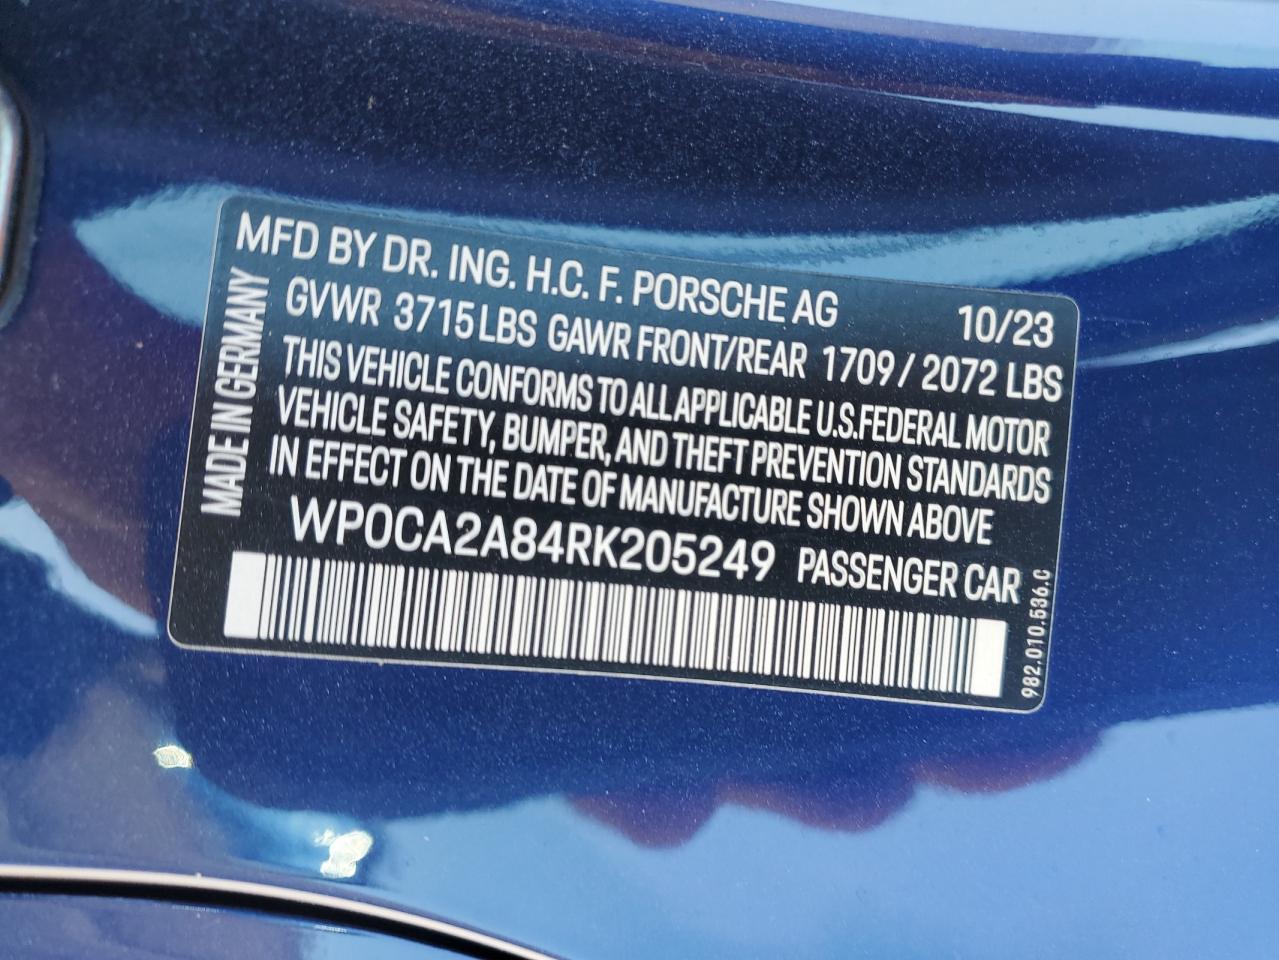 MFD BY DR. ING. H.C. F. PORSCHE AG 10/23
GVWR 3715 LBS GAWR FRONT/REAR 1709 / 2072 LBS
THIS VEHICLE CONFORMS TO ALL APPLICABLE U.S.FEDERAL MOTOR
VEHICLE SAFETY, BUMPER, AND THEFT PREVENTION STANDARDS
IN EFFECT ON THE DATE OF MANUFACTURE SHOWN ABOVE
WP0CA2A84RK205249 PASSENGER CAR
MADE IN GERMANY
982.010.536.C